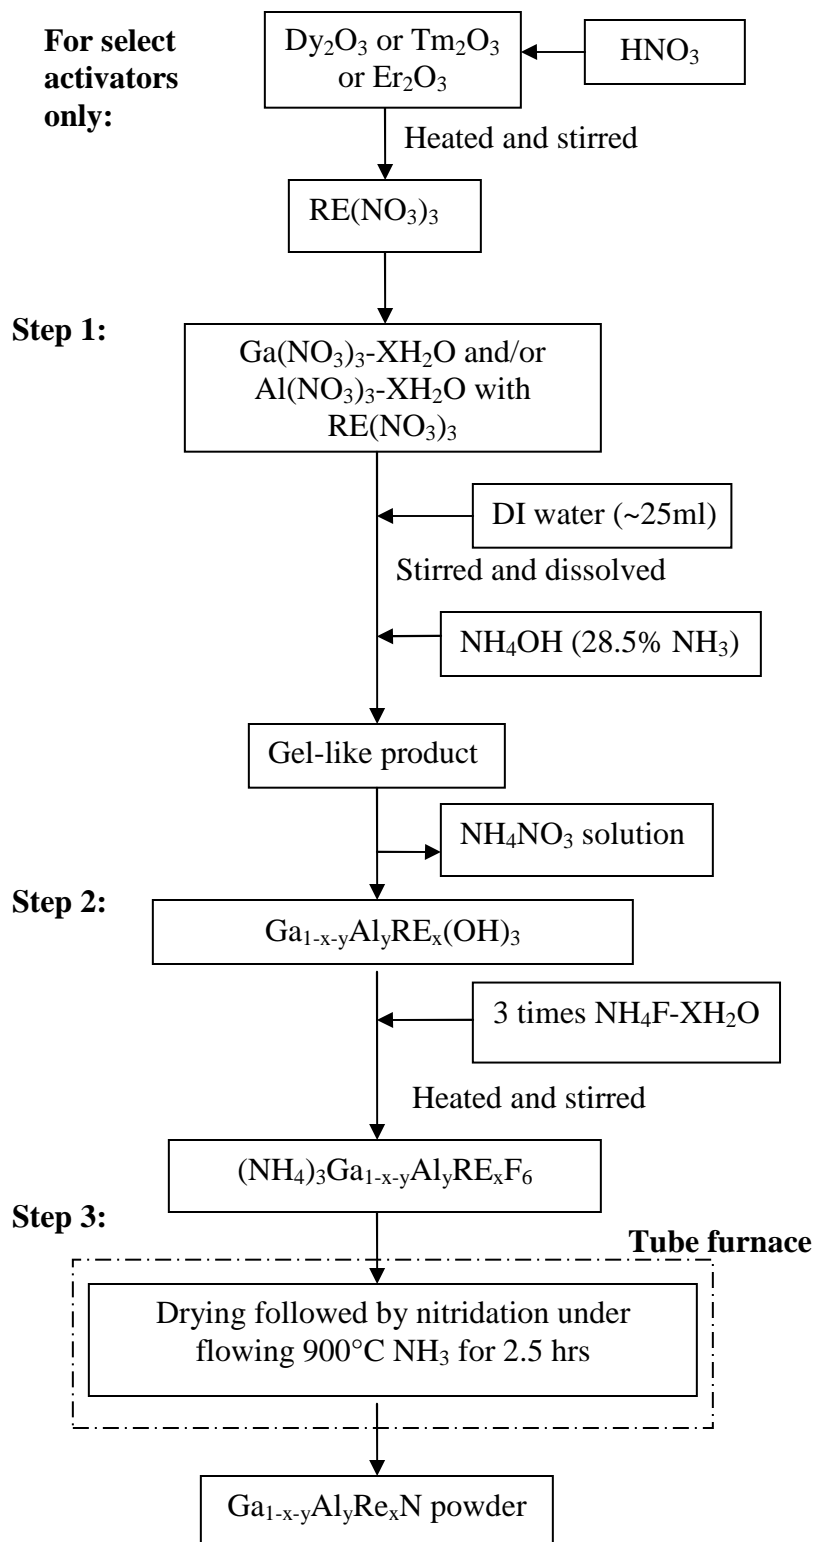 For select
activators
only:
Dy₂O₃ or Tm₂O₃
or Er₂O₃
HNO₃
Heated and stirred
RE(NO₃)₃
Step 1:
Ga(NO₃)₃-XH₂O and/or
Al(NO₃)₃-XH₂O with
RE(NO₃)₃
DI water (~25ml)
Stirred and dissolved
NH₄OH (28.5% NH₃)
Gel-like product
NH₄NO₃ solution
Step 2:
Ga₁₋ₓ₋ᵧAlᵧREₓ(OH)₃
3 times NH₄F-XH₂O
Heated and stirred
(NH₄)₃Ga₁₋ₓ₋ᵧAlᵧREₓF₆
Step 3:
Tube furnace
Drying followed by nitridation under
flowing 900°C NH₃ for 2.5 hrs
Ga₁₋ₓ₋ᵧAlᵧReₓN powder